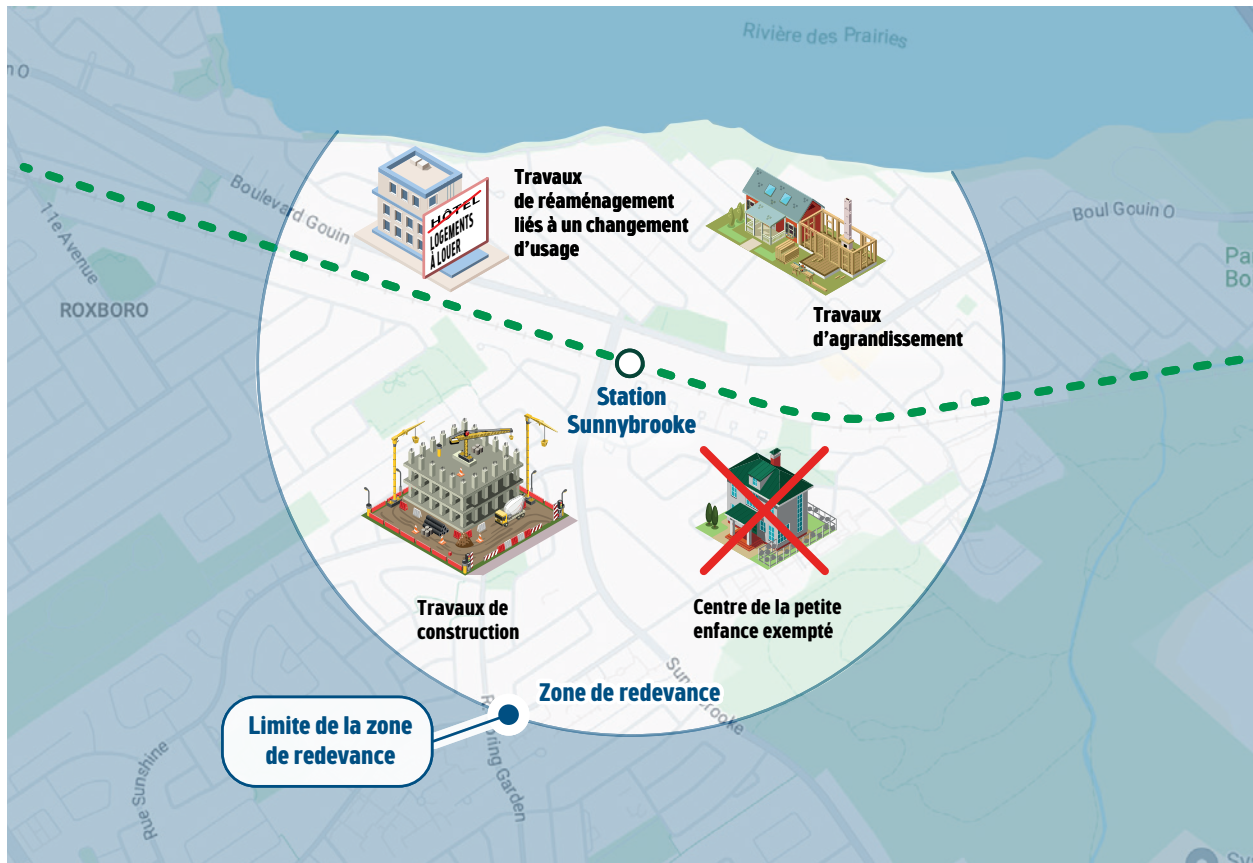 Rivière des Prairies
n O
Boulevard Gouin
11e Avenue
ROXBORO
HÔTEL
LOGEMENTS
À LOUER
Travaux
de réaménagement
liés à un changement
d'usage
Boul Gouin O
Travaux
d'agrandissement
Station
Sunnybrooke
Travaux de
construction
Centre de la petite
enfance exempté
Zone de redevance
Limite de la zone
de redevance
Rue Sunshine